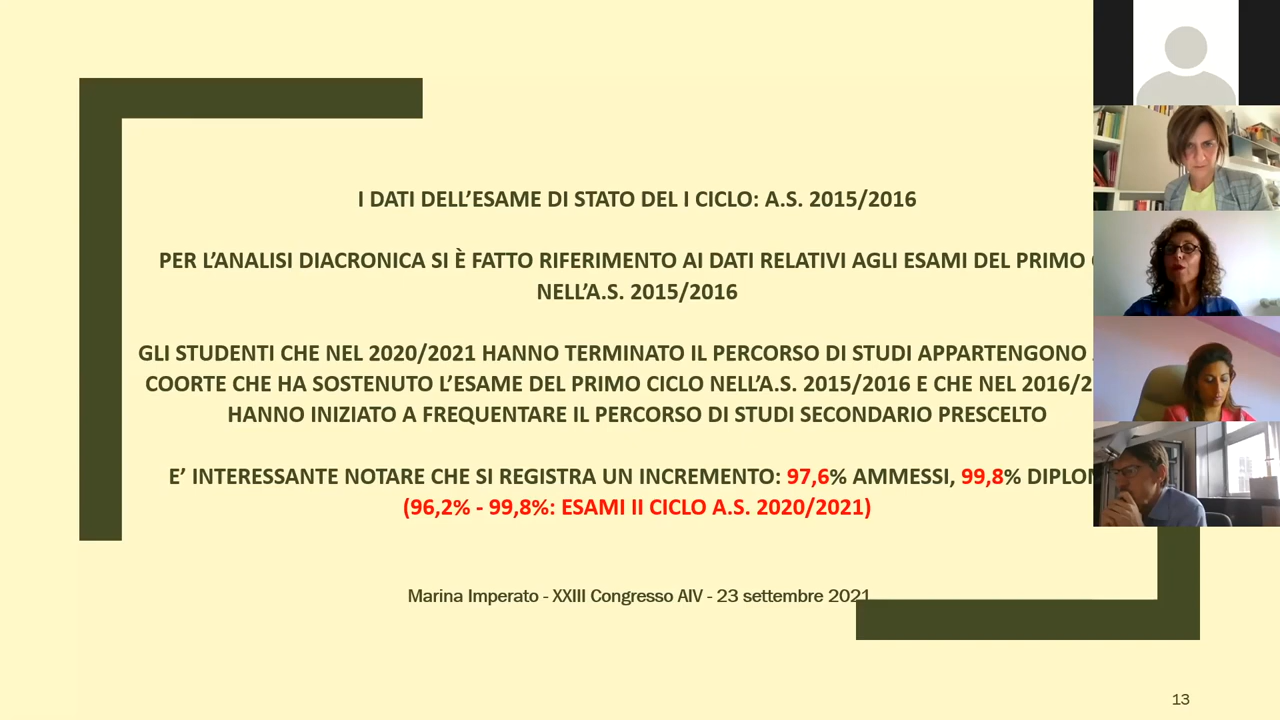 I DATI DELL’ESAME DI STATO DEL I CICLO: A.S. 2015/2016
PER L’ANALISI DIACRONICA SI È FATTO RIFERIMENTO AI DATI RELATIVI AGLI ESAMI DEL PRIMO
NELL’A.S. 2015/2016
GLI STUDENTI CHE NEL 2020/2021 HANNO TERMINATO IL PERCORSO DI STUDI APPARTENGONO
COORTE CHE HA SOSTENUTO L’ESAME DEL PRIMO CICLO NELL’A.S. 2015/2016 E CHE NEL 2016/2
HANNO INIZIATO A FREQUENTARE IL PERCORSO DI STUDI SECONDARIO PRESCELTO
E’ INTERESSANTE NOTARE CHE SI REGISTRA UN INCREMENTO: 97,6% AMMESSI, 99,8% DIPLOM
(96,2% - 99,8%: ESAMI II CICLO A.S. 2020/2021)
Marina Imperato - XXIII Congresso AIV - 23 settembre 2021
13